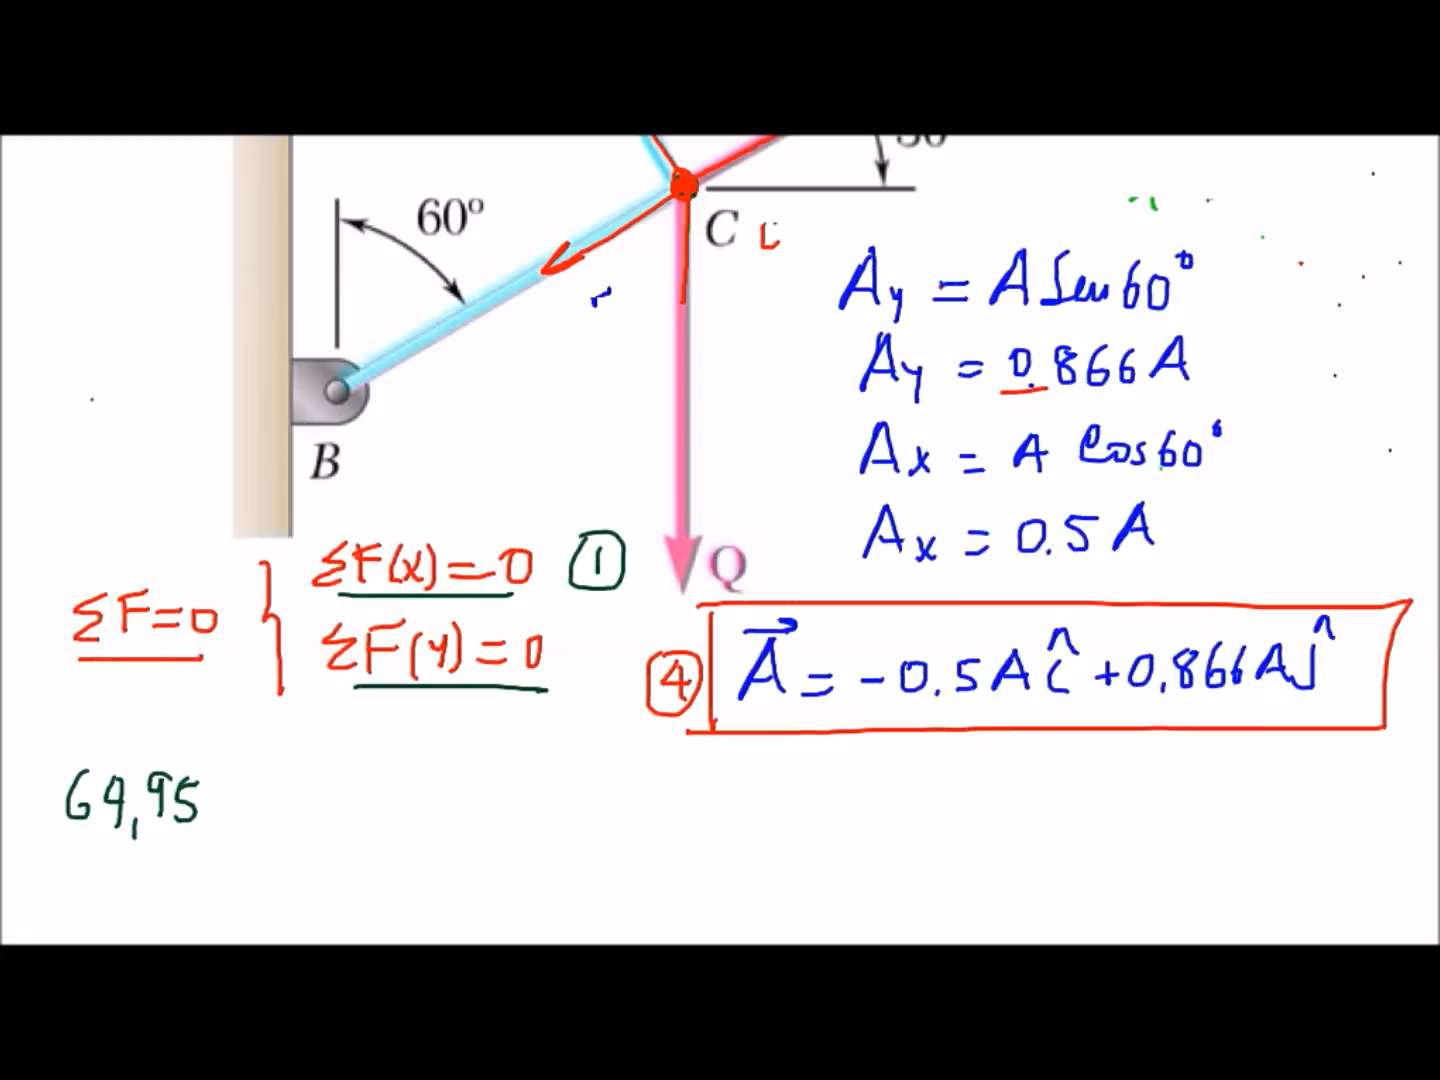 60°
C
B
Q
Ay = A Sen 60°
Ay = 0.866 A
Ax = A Cos 60°
Ax = 0.5 A
ΣF = 0
ΣF(x) = 0 ①
ΣF(y) = 0
④ A⃗ = -0.5 A î + 0.866 A ĵ
64,95